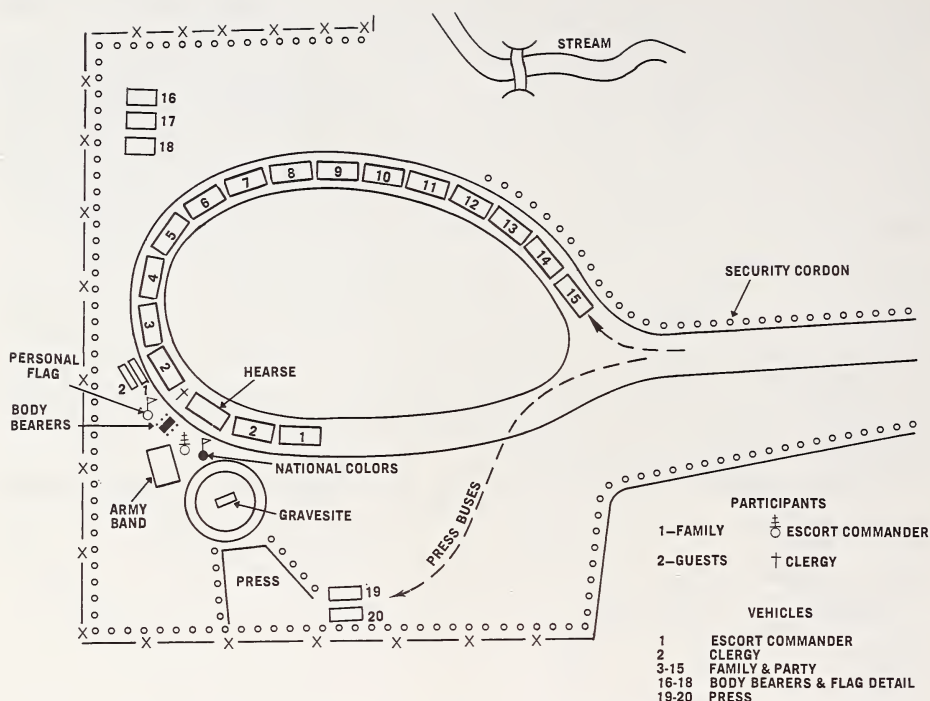 STREAM
16
17
18
7
8
9
10
6
11
12
5
13
14
4
15
SECURITY CORDON
3
2
PERSONAL
FLAG
2 1
HEARSE
BODY
BEARERS
2
1
NATIONAL COLORS
ARMY
BAND
GRAVESITE
PRESS BUSES
PRESS
19
20
PARTICIPANTS
1–FAMILY ESCORT COMMANDER
2–GUESTS CLERGY
VEHICLES
1 ESCORT COMMANDER
2 CLERGY
3-15 FAMILY & PARTY
16-18 BODY BEARERS & FLAG DETAIL
19-20 PRESS